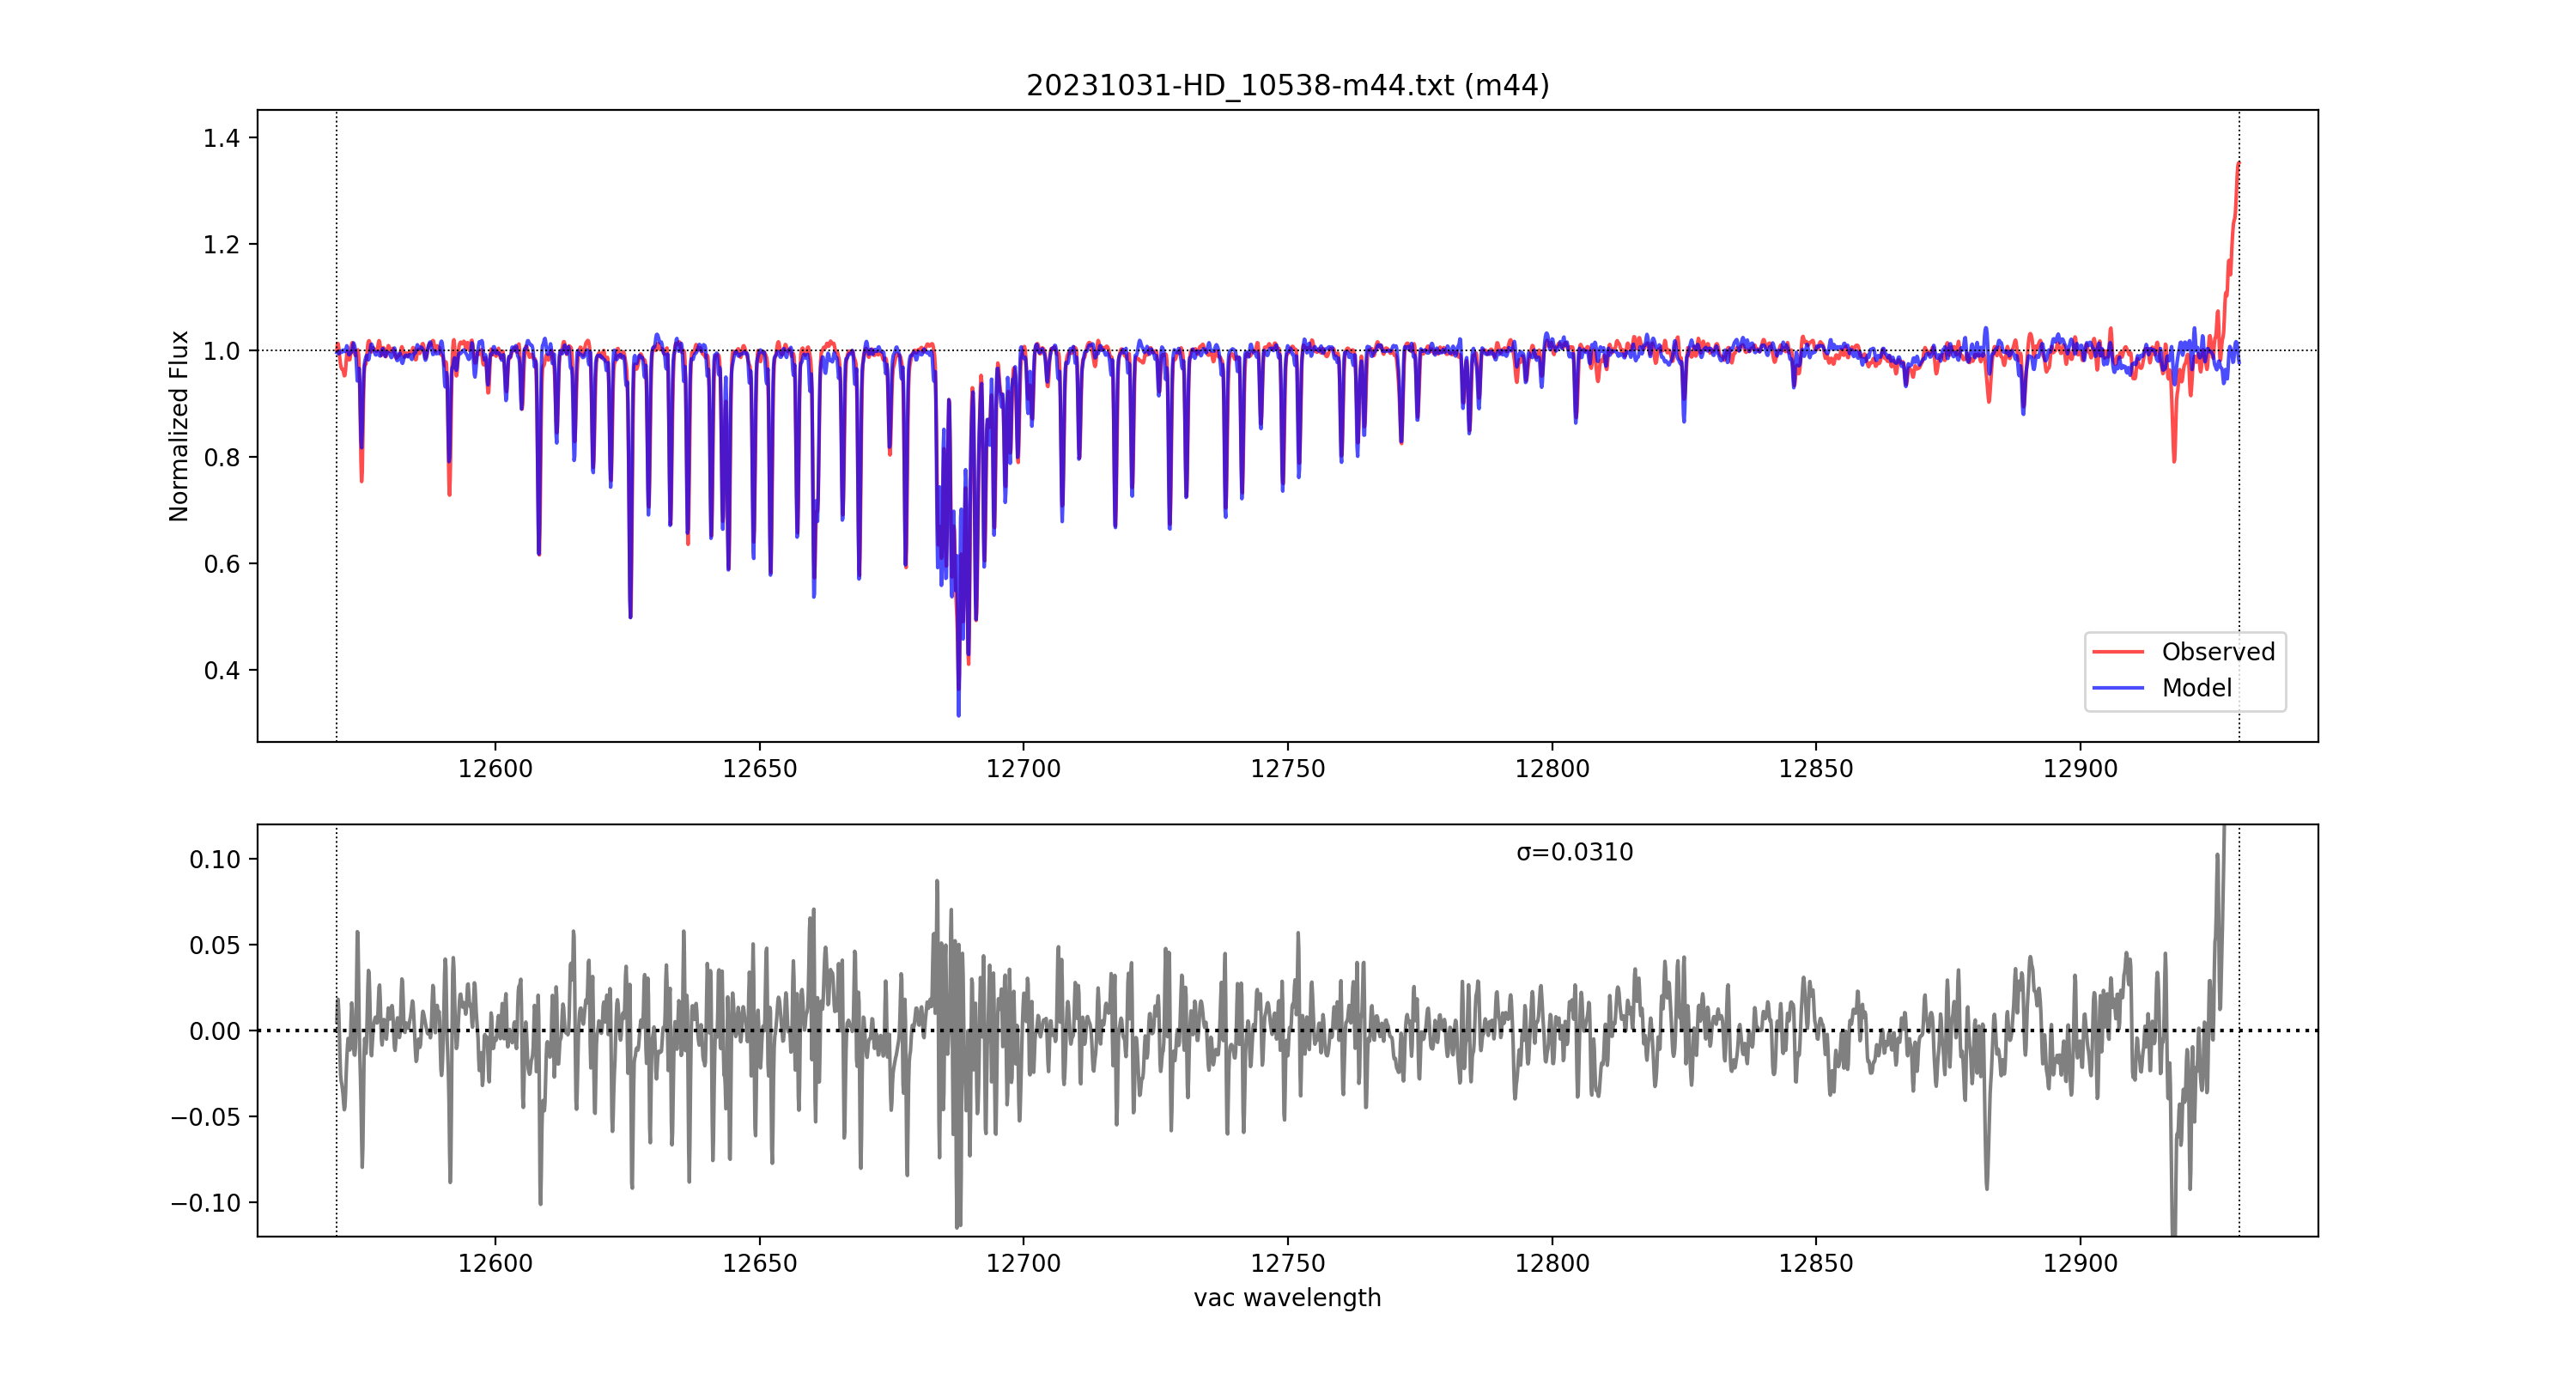 20231031-HD_10538-m44.txt (m44)
Normalized Flux
1.4
1.2
1.0
0.8
0.6
0.4
Observed
Model
12600 12650 12700 12750 12800 12850 12900
σ=0.0310
0.10
0.05
0.00
−0.05
−0.10
12600 12650 12700 12750 12800 12850 12900
vac wavelength